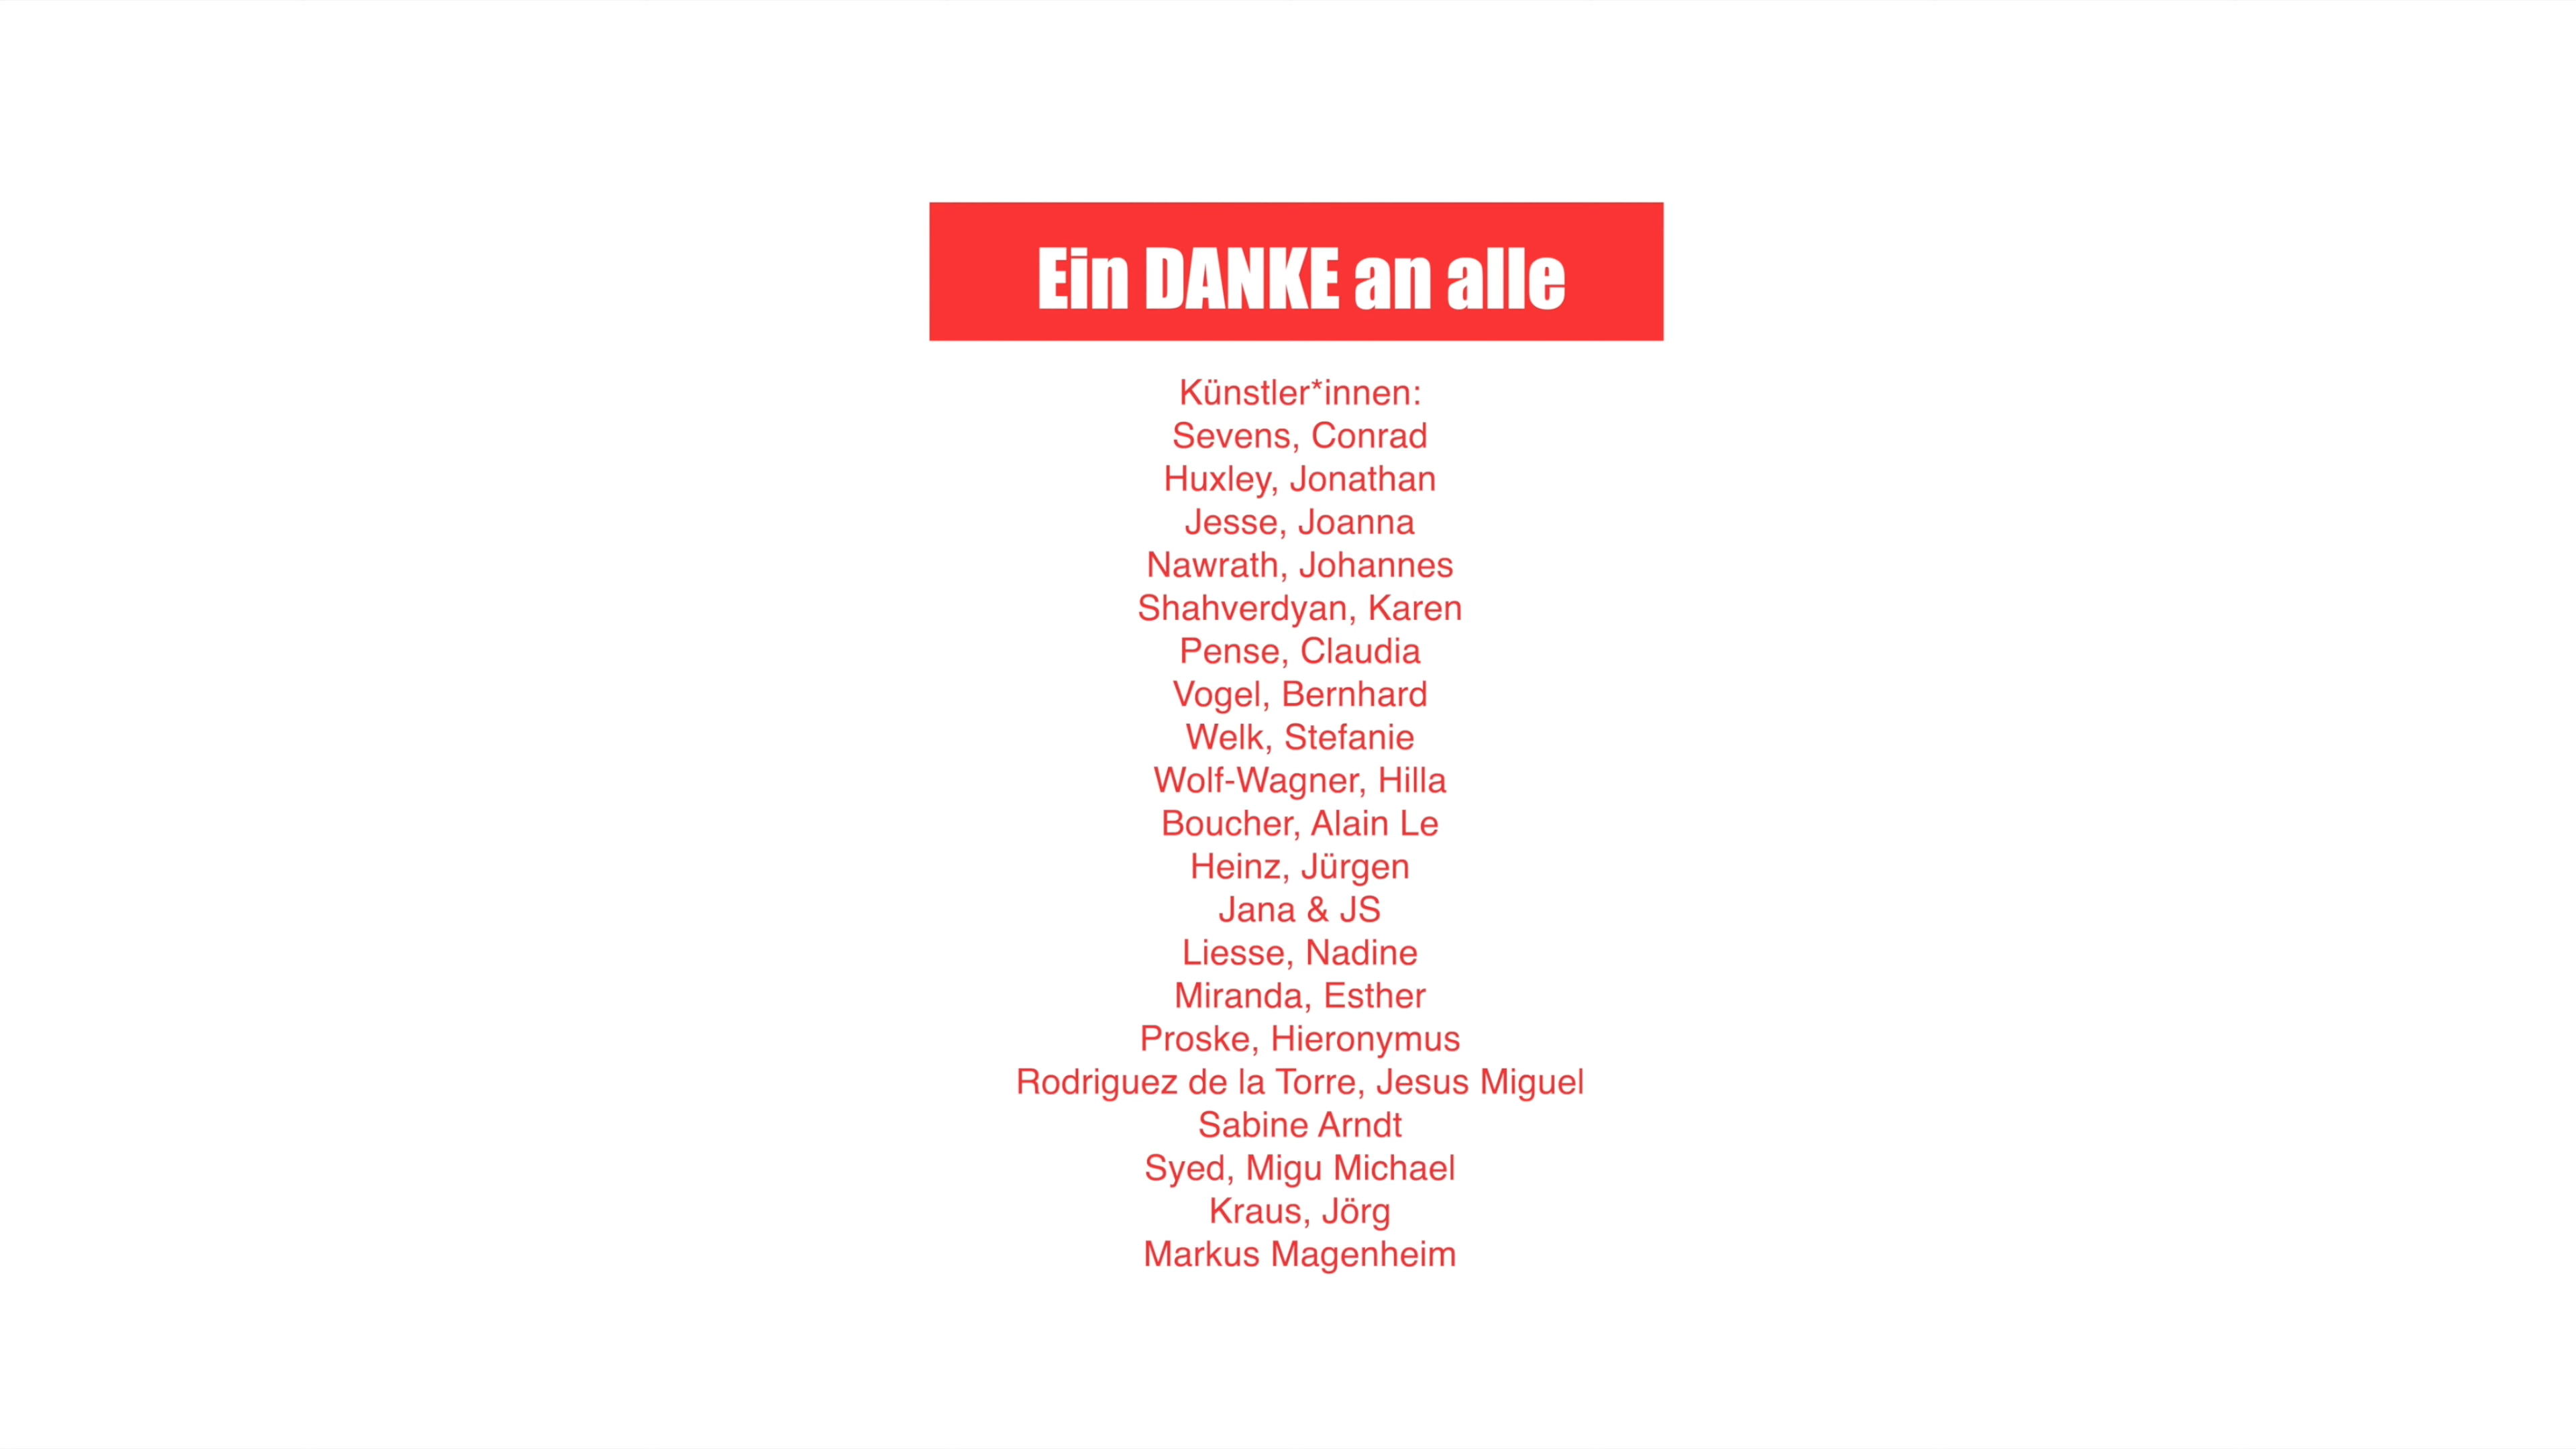 Ein DANKE an alle
Künstler*innen:
Sevens, Conrad
Huxley, Jonathan
Jesse, Joanna
Nawrath, Johannes
Shahverdyan, Karen
Pense, Claudia
Vogel, Bernhard
Welk, Stefanie
Wolf-Wagner, Hilla
Boucher, Alain Le
Heinz, Jürgen
Jana & JS
Liesse, Nadine
Miranda, Esther
Proske, Hieronymus
Rodriguez de la Torre, Jesus Miguel
Sabine Arndt
Syed, Migu Michael
Kraus, Jörg
Markus Magenheim